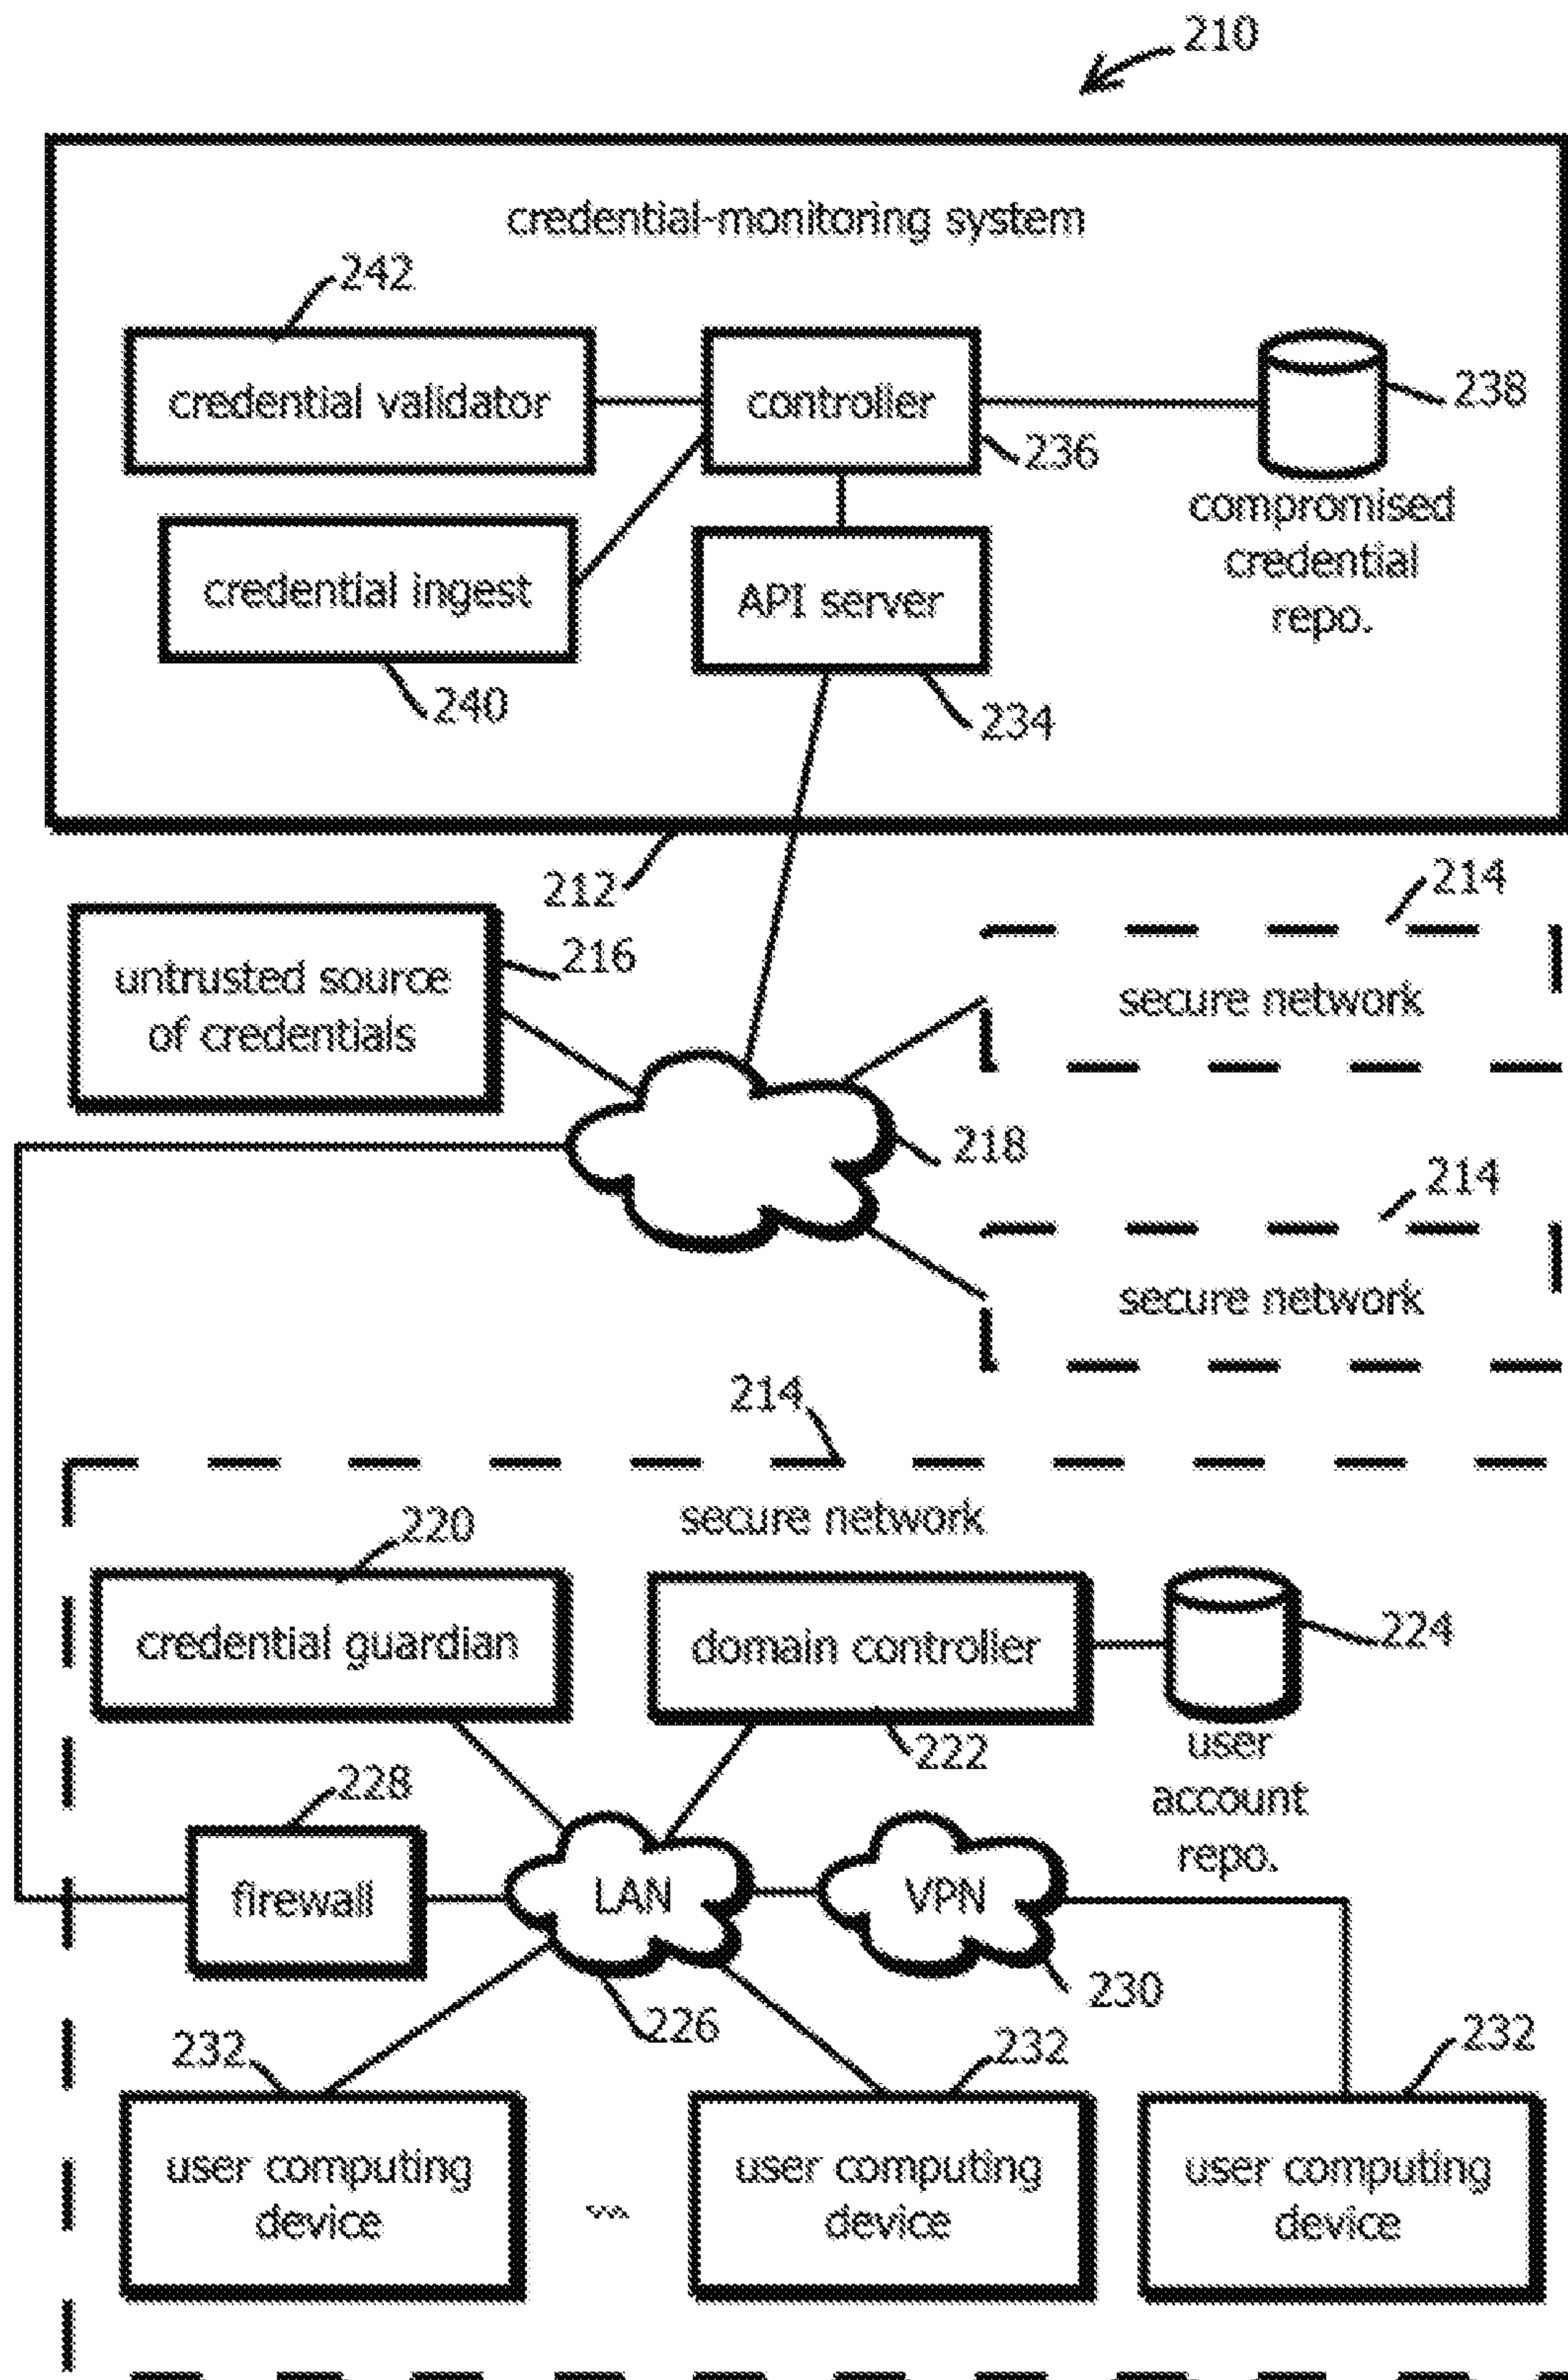 210
credential-monitoring system
242
credential validator
controller
238
236
compromised
credential
repo.
credential ingest
API server
240
234
212
214
untrusted source
of credentials
216
secure network
218
214
secure network
214
secure network
220
credential guardian
domain controller
224
222
user
account
repo.
228
firewall
LAN
VPN
230
226
232
232
232
user computing
device
user computing
device
user computing
device